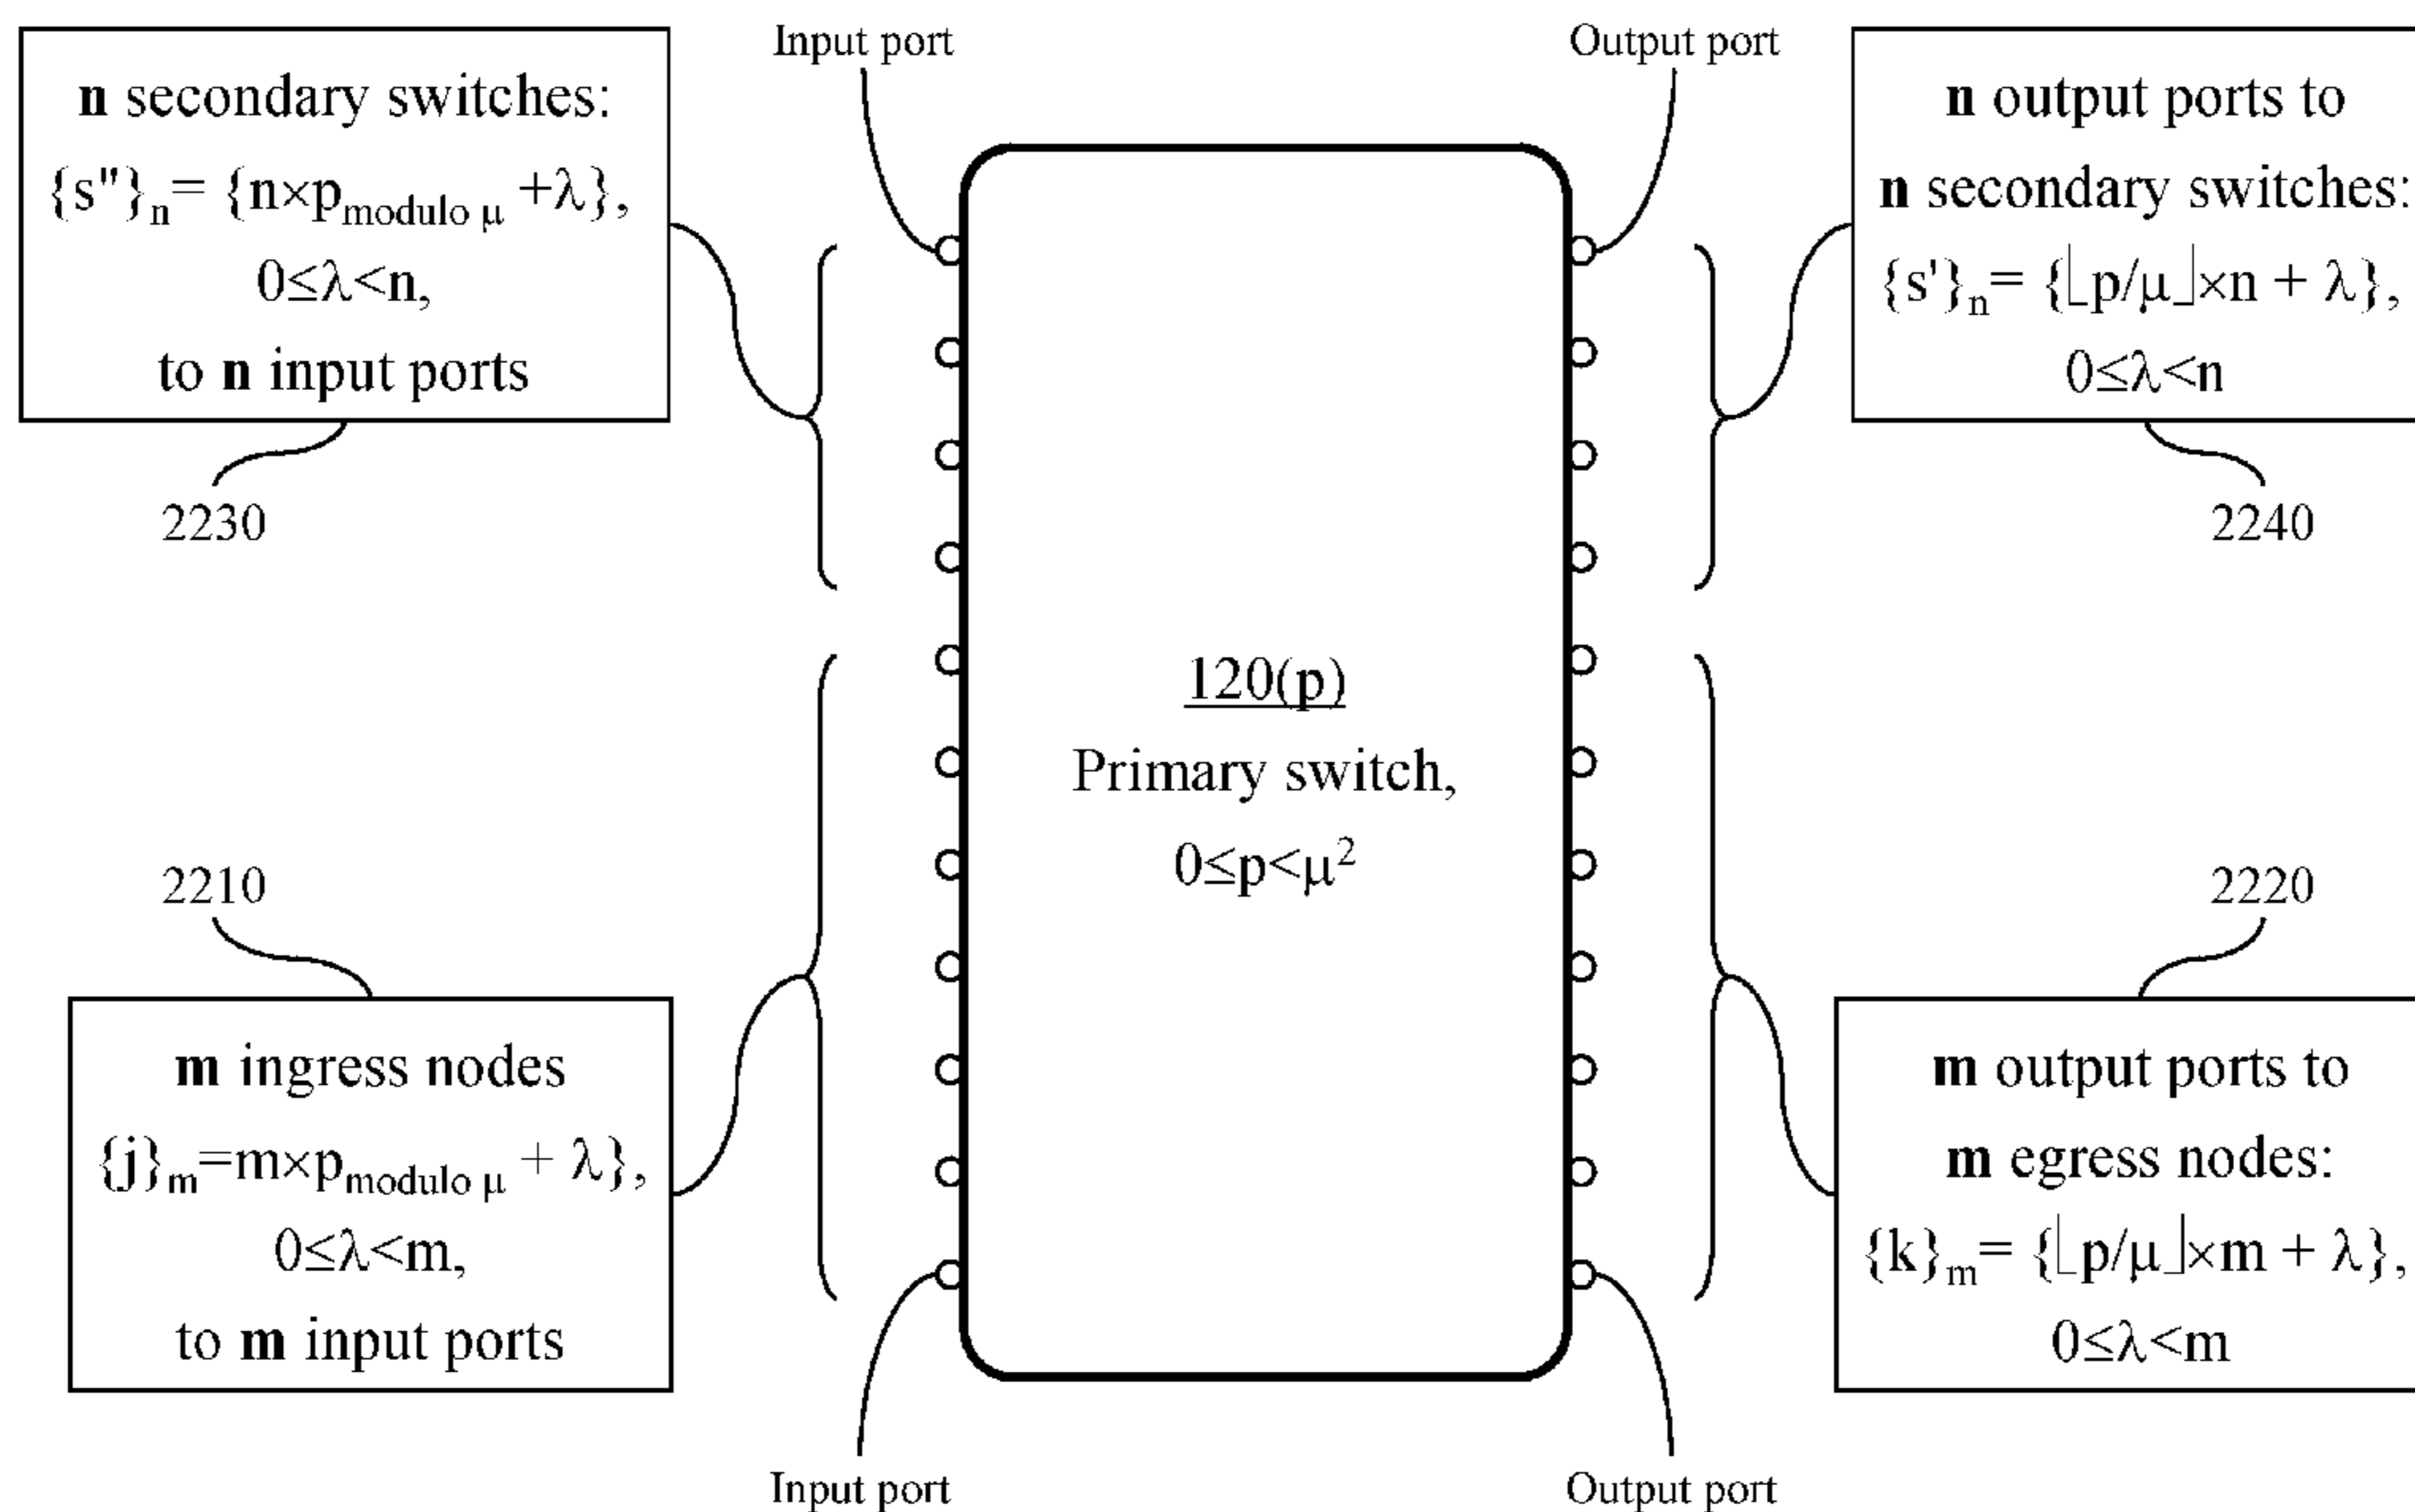 Input port
Output port
n secondary switches:
{s"}n= {n×p modulo μ +λ},
0≤λ<n,
to n input ports
2230
n output ports to
n secondary switches:
{s'}n= {⌊p/μ⌋×n + λ},
0≤λ<n
2240
120(p)
Primary switch,
0≤p<μ²
2210
m ingress nodes
{j}m=m×p modulo μ + λ},
0≤λ<m,
to m input ports
2220
m output ports to
m egress nodes:
{k}m= {⌊p/μ⌋×m + λ},
0≤λ<m
Input port
Output port